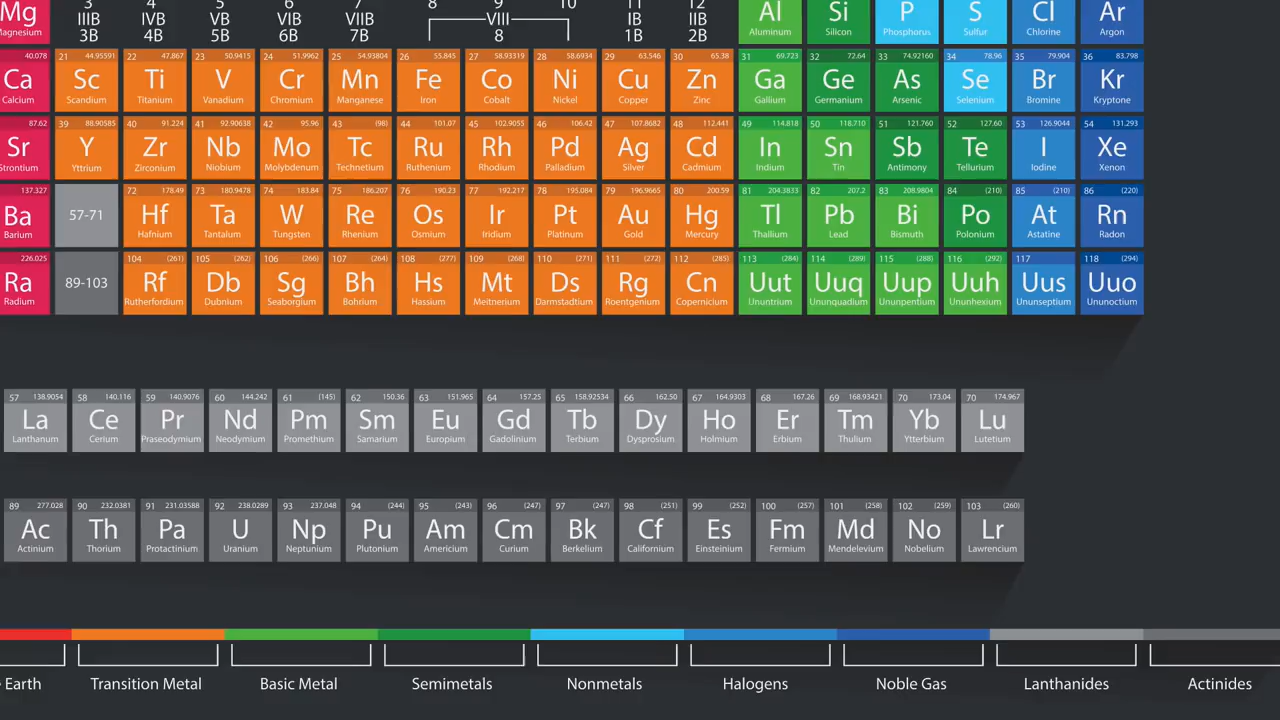 3 4 5 6 7 8 9 10 11 12
IIIB IVB VB VIB VIIB VIII IB IIB
3B 4B 5B 6B 7B 8 1B 2B
Mg Al Si P S Cl Ar
Magnesium Aluminum Silicon Phosphorus Sulfur Chlorine Argon
40.078 21 44.95591 22 47.867 23 50.9415 24 51.9962 25 54.93804 26 55.845 27 58.93319 28 58.6934 29 63.546 30 65.38 31 69.723 32 72.64 33 74.92160 34 78.96 35 79.904 36 83.798
Ca Sc Ti V Cr Mn Fe Co Ni Cu Zn Ga Ge As Se Br Kr
Calcium Scandium Titanium Vanadium Chromium Manganese Iron Cobalt Nickel Copper Zinc Gallium Germanium Arsenic Selenium Bromine Kryptone
87.62 39 88.90585 40 91.224 41 92.90638 42 95.96 43 (98) 44 101.07 45 102.9055 46 106.42 47 107.8682 48 112.441 49 114.818 50 118.710 51 121.760 52 127.60 53 126.9044 54 131.293
Sr Y Zr Nb Mo Tc Ru Rh Pd Ag Cd In Sn Sb Te I Xe
Strontium Yttrium Zirconium Niobium Molybdenum Technetium Ruthenium Rhodium Palladium Silver Cadmium Indium Tin Antimony Tellurium Iodine Xenon
137.327 72 178.49 73 180.9478 74 183.84 75 186.207 76 190.23 77 192.217 78 195.084 79 196.9665 80 200.59 81 204.3833 82 207.2 83 208.9804 84 (210) 85 (210) 86 (220)
Ba 57-71 Hf Ta W Re Os Ir Pt Au Hg Tl Pb Bi Po At Rn
Barium Hafnium Tantalum Tungsten Rhenium Osmium Iridium Platinum Gold Mercury Thallium Lead Bismuth Polonium Astatine Radon
226.025 104 (261) 105 (262) 106 (266) 107 (264) 108 (277) 109 (268) 110 (271) 111 (272) 112 (285) 113 (284) 114 (289) 115 (288) 116 (292) 117 118 (294)
Ra 89-103 Rf Db Sg Bh Hs Mt Ds Rg Cn Uut Uuq Uup Uuh Uus Uuo
Radium Rutherfordium Dubnium Seaborgium Bohrium Hassium Meitnerium Darmstadtium Roentgenium Copernicium Ununtrium Ununquadlum Ununpentium Ununhexium Ununseptium Ununoctium
57 138.9054 58 140.116 59 140.9076 60 144.242 61 (145) 62 150.36 63 151.965 64 157.25 65 158.92534 66 162.50 67 164.9303 68 167.26 69 168.93421 70 173.04 70 174.967
La Ce Pr Nd Pm Sm Eu Gd Tb Dy Ho Er Tm Yb Lu
Lanthanum Cerium Praseodymium Neodymium Promethium Samarium Europium Gadolinium Terbium Dysprosium Holmium Erbium Thulium Ytterbium Lutetium
89 277.028 90 232.0381 91 231.03588 92 238.0289 93 237.048 94 (244) 95 (243) 96 (247) 97 (247) 98 (251) 99 (252) 100 (257) 101 (258) 102 (259) 103 (260)
Ac Th Pa U Np Pu Am Cm Bk Cf Es Fm Md No Lr
Actinium Thorium Protactinium Uranium Neptunium Plutonium Americium Curium Berkelium Californium Einsteinium Fermium Mendelevium Nobelium Lawrencium
Earth Transition Metal Basic Metal Semimetals Nonmetals Halogens Noble Gas Lanthanides Actinides